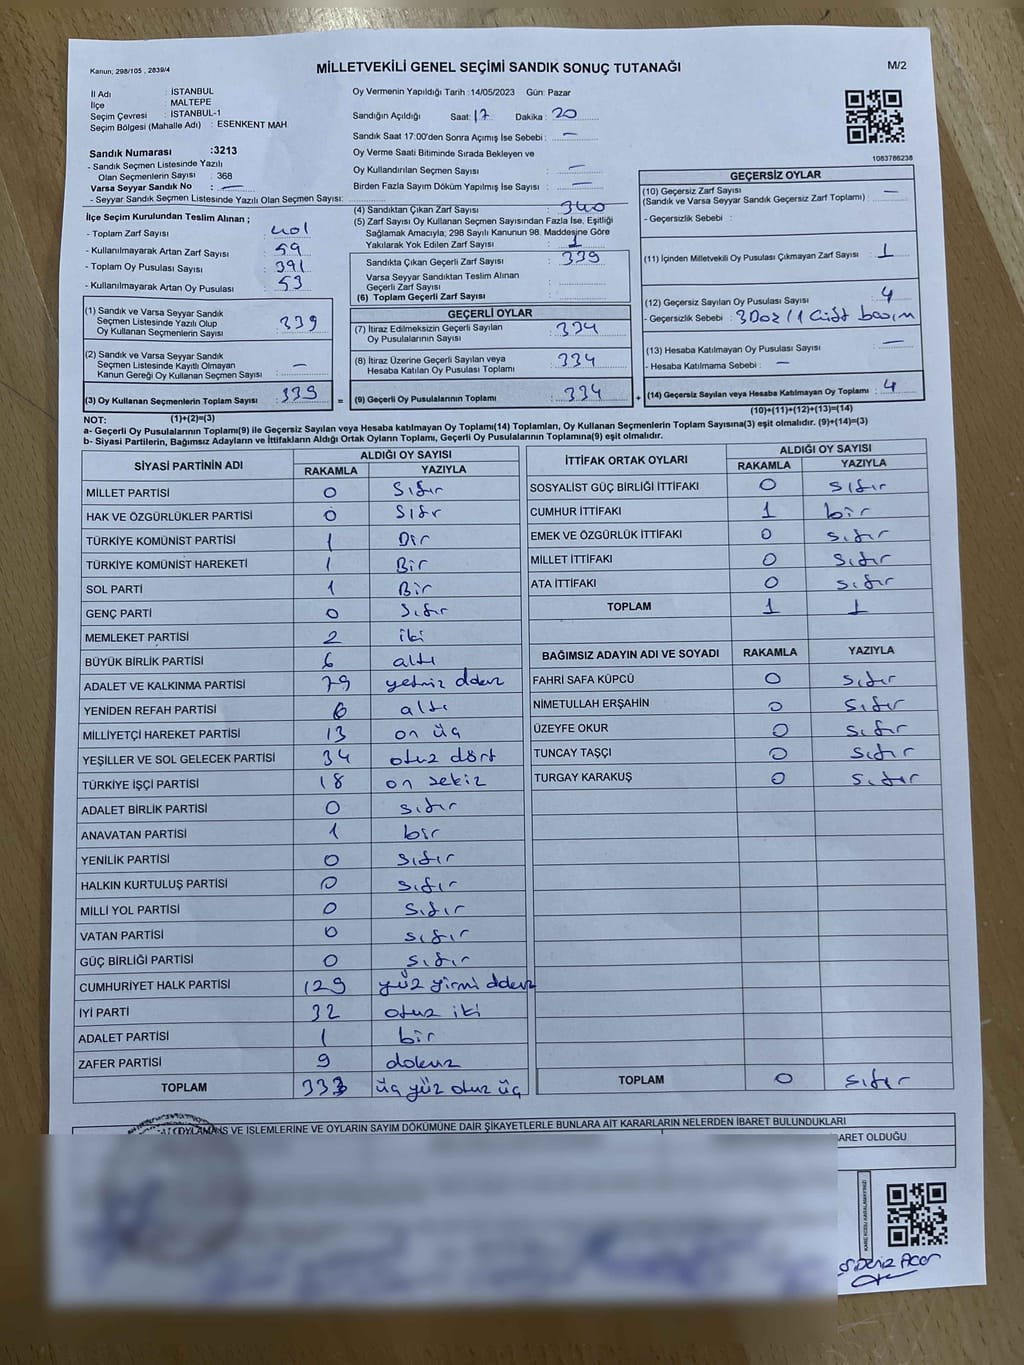 Kanun; 298/105 , 2839/4
MİLLETVEKİLİ GENEL SEÇİMİ SANDIK SONUÇ TUTANAĞI
M/2
İl Adı : İSTANBUL
İlçe : MALTEPE
Seçim Çevresi : İSTANBUL-1
Seçim Bölgesi (Mahalle Adı) : ESENKENT MAH
Sandık Numarası :3213
- Sandık Seçmen Listesinde Yazılı
Olan Seçmenlerin Sayısı : 368
Varsa Seyyar Sandık No : —
- Seyyar Sandık Seçmen Listesinde Yazılı Olan Seçmen Sayısı:
Oy Vermenin Yapıldığı Tarih :14/05/2023 Gün: Pazar
Sandığın Açıldığı Saat: 17 Dakika : 20
Sandık Saat 17:00'den Sonra Açımış İse Sebebi : —
Oy Verme Saati Bitiminde Sırada Bekleyen ve
Oy Kullandırılan Seçmen Sayısı : —
Birden Fazla Sayım Döküm Yapılmış İse Sayısı : —
1083786238
İlçe Seçim Kurulundan Teslim Alınan ;
- Toplam Zarf Sayısı : 401
- Kullanılmayarak Artan Zarf Sayısı : 59
- Toplam Oy Pusulası Sayısı : 391
- Kullanılmayarak Artan Oy Pusulası : 53
(4) Sandıktan Çıkan Zarf Sayısı : 340
(5) Zarf Sayısı Oy Kullanan Seçmen Sayısından Fazla İse, Eşitliği
Sağlamak Amacıyla; 298 Sayılı Kanunun 98. Maddesine Göre
Yakılarak Yok Edilen Zarf Sayısı : 1
Sandıkta Çıkan Geçerli Zarf Sayısı : 339
Varsa Seyyar Sandıktan Teslim Alınan
Geçerli Zarf Sayısı :
(6) Toplam Geçerli Zarf Sayısı :
GEÇERSİZ OYLAR
(10) Geçersiz Zarf Sayısı : —
(Sandık ve Varsa Seyyar Sandık Geçersiz Zarf Toplamı)
- Geçersizlik Sebebi :
(11) İçinden Milletvekili Oy Pusulası Çıkmayan Zarf Sayısı : 1
(12) Geçersiz Sayılan Oy Pusulası Sayısı : 4
- Geçersizlik Sebebi : 3 Boz / 1 Çift basım
(13) Hesaba Katılmayan Oy Pusulası Sayısı : —
- Hesaba Katılmama Sebebi : —
(14) Geçersiz Sayılan veya Hesaba Katılmayan Oy Toplamı : 4
(10)+(11)+(12)+(13)=(14)
(1) Sandık ve Varsa Seyyar Sandık
Seçmen Listesinde Yazılı Olup
Oy Kullanan Seçmenlerin Sayısı : 339
(2) Sandık ve Varsa Seyyar Sandık
Seçmen Listesinde Kayıtlı Olmayan
Kanun Gereği Oy Kullanan Seçmen Sayısı : —
(3) Oy Kullanan Seçmenlerin Toplam Sayısı : 339 =
GEÇERLİ OYLAR
(7) İtiraz Edilmeksizin Geçerli Sayılan
Oy Pusulalarının Sayısı : 334
(8) İtiraz Üzerine Geçerli Sayılan veya
Hesaba Katılan Oy Pusulası Toplamı : 334
(9) Geçerli Oy Pusulalarının Toplamı : 334 +
NOT: (1)+(2)=(3)
a- Geçerli Oy Pusulalarının Toplamı(9) ile Geçersiz Sayılan veya Hesaba katılmayan Oy Toplamı(14) Toplamları, Oy Kullanan Seçmenlerin Toplam Sayısına(3) eşit olmalıdır. (9)+(14)=(3)
b- Siyasi Partilerin, Bağımsız Adayların ve İttifakların Aldığı Ortak Oyların Toplamı, Geçerli Oy Pusulalarının Toplamına(9) eşit olmalıdır.
SİYASİ PARTİNİN ADI ALDIĞI OY SAYISI
RAKAMLA YAZIYLA
MİLLET PARTİSİ 0 Sıfır
HAK VE ÖZGÜRLÜKLER PARTİSİ 0 Sıfr
TÜRKİYE KOMÜNİST PARTİSİ 1 Bir
TÜRKİYE KOMÜNİST HAREKETİ 1 Bir
SOL PARTİ 1 Bir
GENÇ PARTİ 0 Sıfır
MEMLEKET PARTİSİ 2 iki
BÜYÜK BİRLİK PARTİSİ 6 altı
ADALET VE KALKINMA PARTİSİ 79 yetmiz dokuz
YENİDEN REFAH PARTİSİ 6 altı
MİLLİYETÇİ HAREKET PARTİSİ 13 on üç
YEŞİLLER VE SOL GELECEK PARTİSİ 34 otuz dört
TÜRKİYE İŞÇİ PARTİSİ 18 on sekiz
ADALET BİRLİK PARTİSİ 0 sıfır
ANAVATAN PARTİSİ 1 bir
YENİLİK PARTİSİ 0 sıfır
HALKIN KURTULUŞ PARTİSİ 0 sıfır
MİLLİ YOL PARTİSİ 0 sıfır
VATAN PARTİSİ 0 sıfır
GÜÇ BİRLİĞİ PARTİSİ 0 sıfır
CUMHURİYET HALK PARTİSİ 129 yüz yirmi dokuz
İYİ PARTİ 32 otuz iki
ADALET PARTİSİ 1 bir
ZAFER PARTİSİ 9 dokuz
TOPLAM 333 üç yüz otuz üç
İTTİFAK ORTAK OYLARI ALDIĞI OY SAYISI
RAKAMLA YAZIYLA
SOSYALİST GÜÇ BİRLİĞİ İTTİFAKI 0 sıfır
CUMHUR İTTİFAKI 1 bir
EMEK VE ÖZGÜRLÜK İTTİFAKI 0 sıfır
MİLLET İTTİFAKI 0 sıfır
ATA İTTİFAKI 0 sıfır
TOPLAM 1 1
BAĞIMSIZ ADAYIN ADI VE SOYADI RAKAMLA YAZIYLA
FAHRİ SAFA KÜPCÜ 0 sıfır
NİMETULLAH ERŞAHİN 0 sıfır
ÜZEYFE OKUR 0 sıfır
TUNCAY TAŞÇI 0 sıfır
TURGAY KARAKUŞ 0 sıfır
TOPLAM 0 sıfır
İŞLEMLERİNE VE OYLARIN SAYIM DÖKÜMÜNE DAİR ŞİKAYETLERLE BUNLARA AİT KARARLARIN NELERDEN İBARET BULUNDUKLARI
OLDUĞU
KARE KODU KARALAMAYINIZ!
Deniz Acar